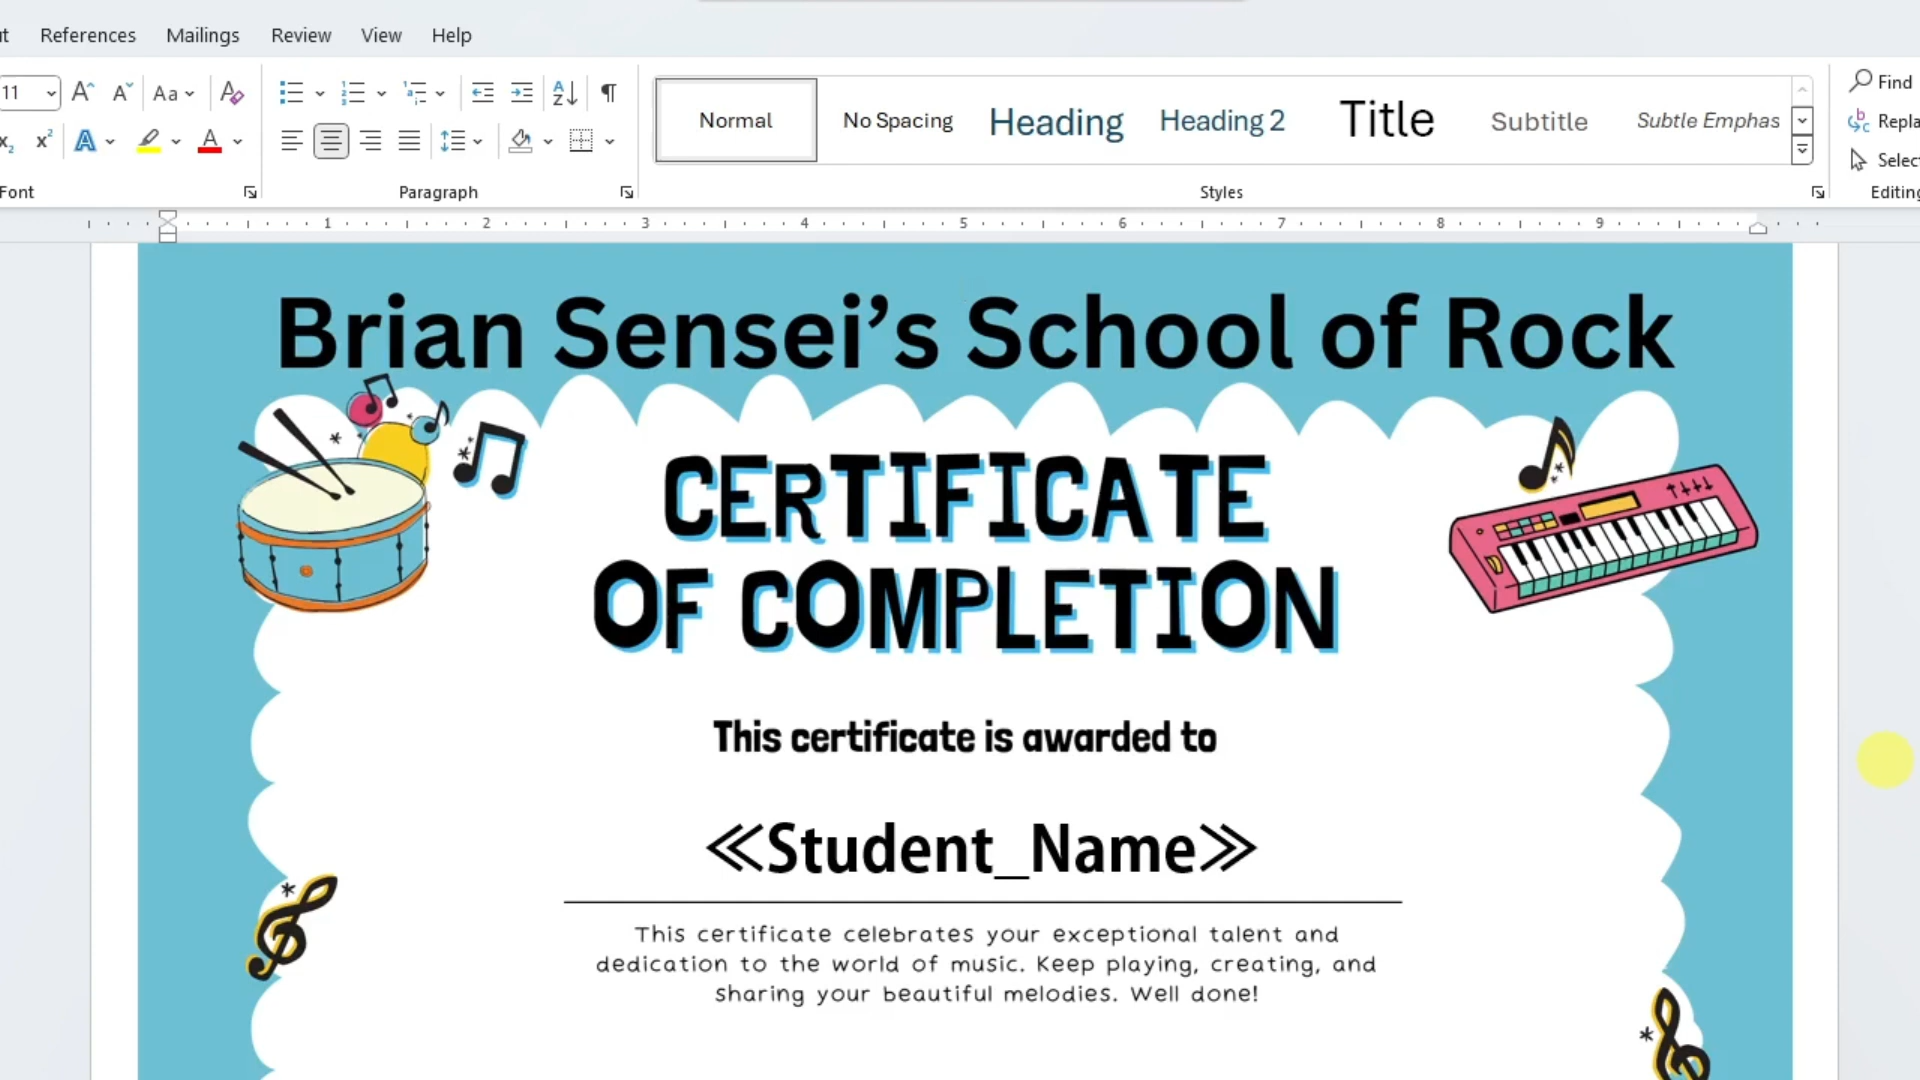 References Mailings Review View Help
11
Aa
Find
Normal No Spacing Heading Heading 2 Title Subtitle Subtle Emphas
Font Paragraph Styles
1 2 3 4 5 6 7 8 9
Brian Sensei’s School of Rock
CERTIFICATE
OF COMPLETION
This certificate is awarded to
≪Student_Name≫
This certificate celebrates your exceptional talent and
dedication to the world of music. Keep playing, creating, and
sharing your beautiful melodies. Well done!